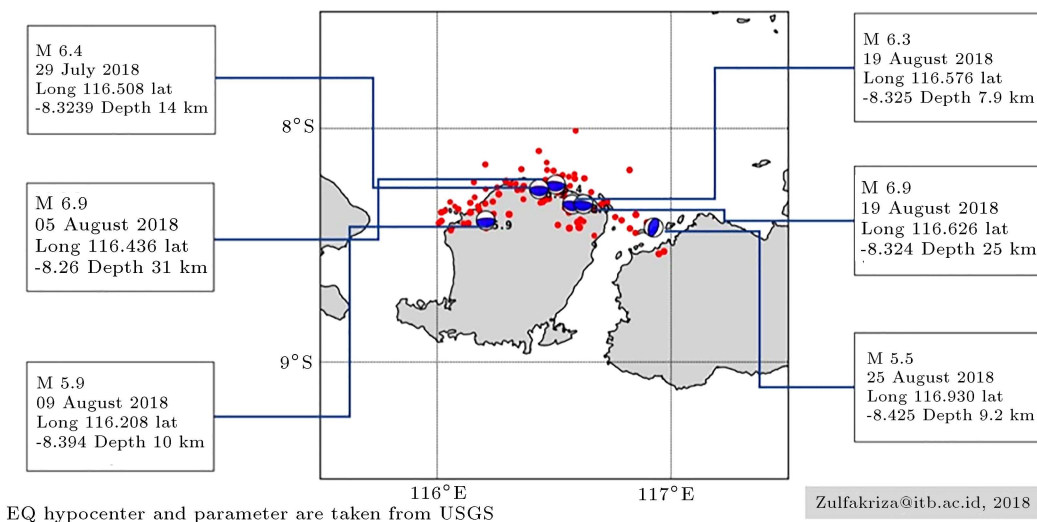 M 6.4
29 July 2018
Long 116.508 lat
-8.3239 Depth 14 km
M 6.9
05 August 2018
Long 116.436 lat
-8.26 Depth 31 km
M 5.9
09 August 2018
Long 116.208 lat
-8.394 Depth 10 km
8°S
9°S
116°E
117°E
5.9
M 6.3
19 August 2018
Long 116.576 lat
-8.325 Depth 7.9 km
M 6.9
19 August 2018
Long 116.626 lat
-8.324 Depth 25 km
M 5.5
25 August 2018
Long 116.930 lat
-8.425 Depth 9.2 km
EQ hypocenter and parameter are taken from USGS
Zulfakriza@itb.ac.id, 2018